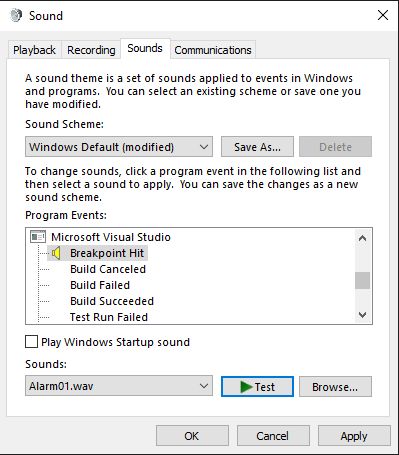 Sound
Playback Recording Sounds Communications
A sound theme is a set of sounds applied to events in Windows
and programs. You can select an existing scheme or save one you
have modified.
Sound Scheme:
Windows Default (modified) Save As... Delete
To change sounds, click a program event in the following list and
then select a sound to apply. You can save the changes as a new
sound scheme.
Program Events:
Microsoft Visual Studio
Breakpoint Hit
Build Canceled
Build Failed
Build Succeeded
Test Run Failed
Play Windows Startup sound
Sounds:
Alarm01.wav Test Browse...
OK Cancel Apply